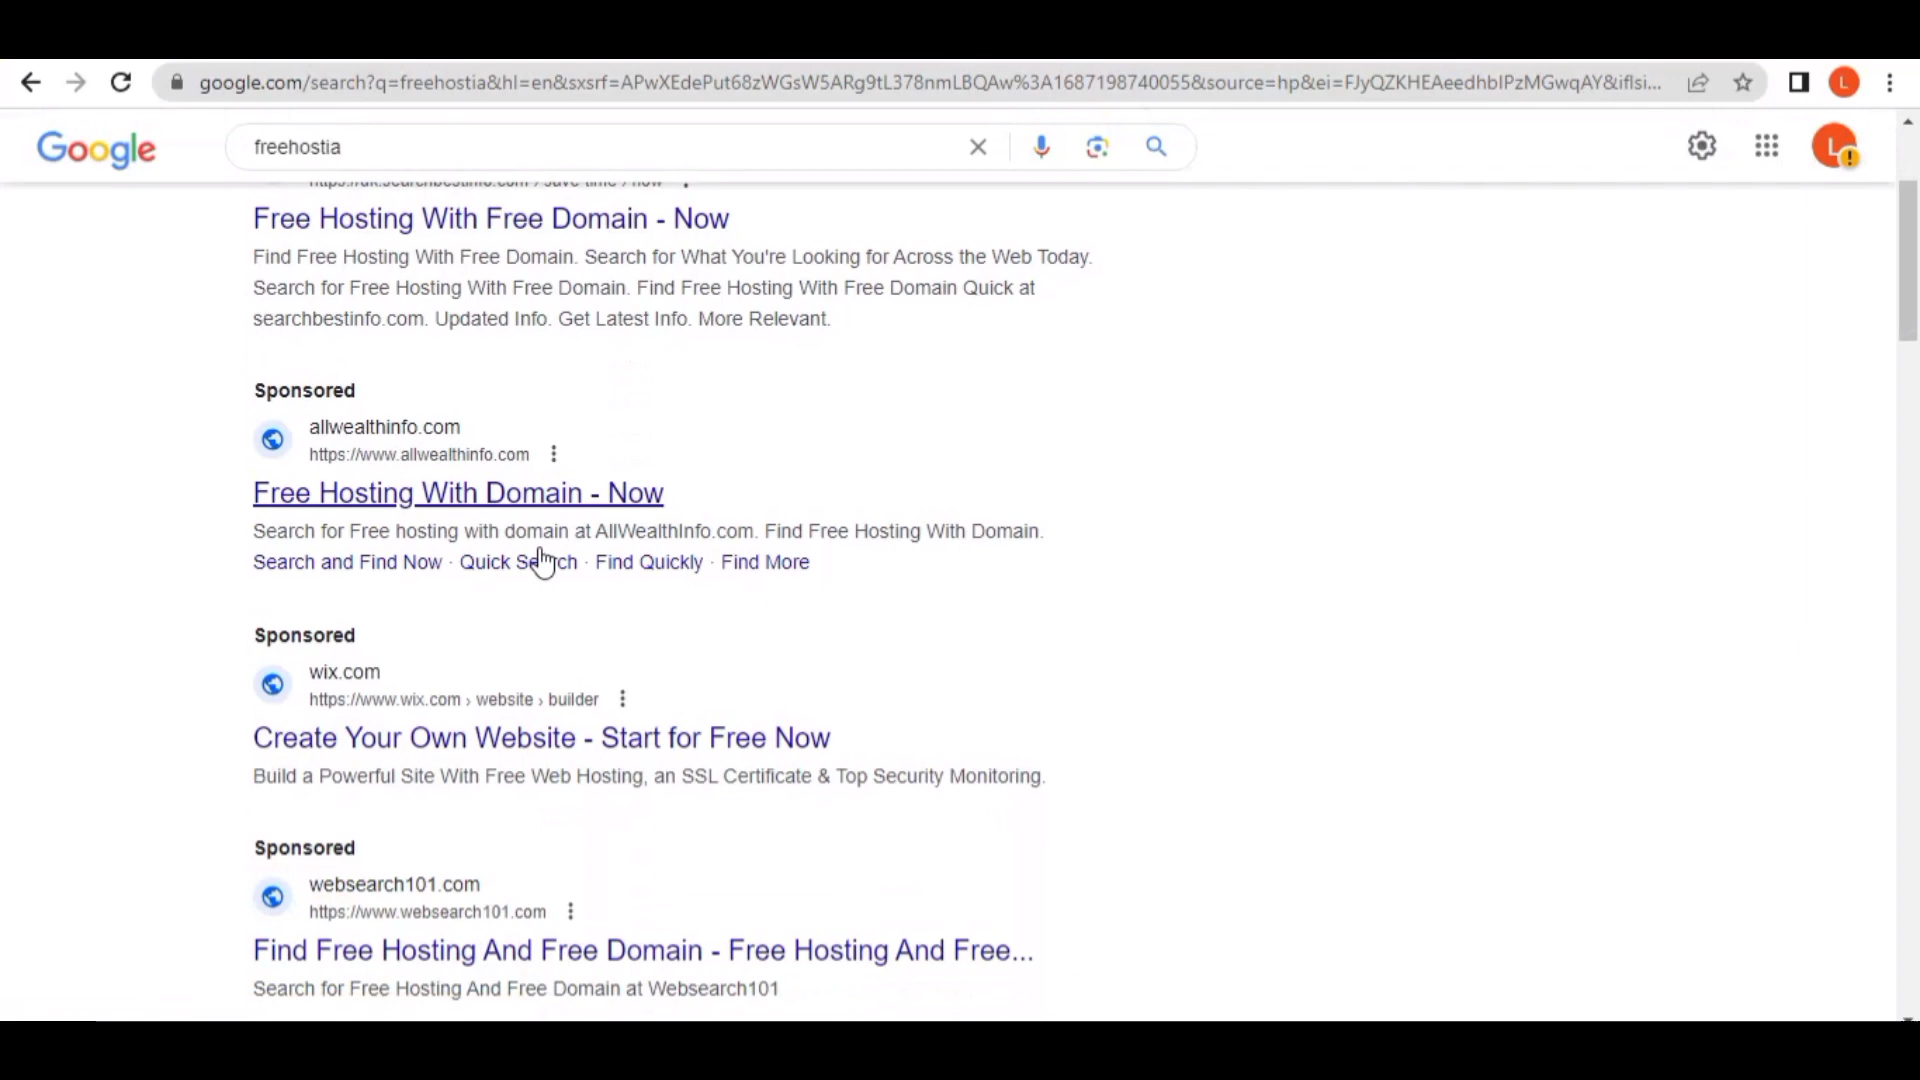 google.com/search?q=freehostia&hl=en&sxsrf=APwXEdePut68zWGsW5ARg9tL378nmLBQAw%3A1687198740055&source=hp&ei=FJyQZKHEAeedhbIPzMGwqAY&iflsi...
L
Google
freehostia
L
https://uk.searchbestinfo.com › save-time › now
Free Hosting With Free Domain - Now
Find Free Hosting With Free Domain. Search for What You're Looking for Across the Web Today.
Search for Free Hosting With Free Domain. Find Free Hosting With Free Domain Quick at
searchbestinfo.com. Updated Info. Get Latest Info. More Relevant.
Sponsored
allwealthinfo.com
https://www.allwealthinfo.com
Free Hosting With Domain - Now
Search for Free hosting with domain at AllWealthInfo.com. Find Free Hosting With Domain.
Search and Find Now · Quick Search · Find Quickly · Find More
Sponsored
wix.com
https://www.wix.com › website › builder
Create Your Own Website - Start for Free Now
Build a Powerful Site With Free Web Hosting, an SSL Certificate & Top Security Monitoring.
Sponsored
websearch101.com
https://www.websearch101.com
Find Free Hosting And Free Domain - Free Hosting And Free...
Search for Free Hosting And Free Domain at Websearch101